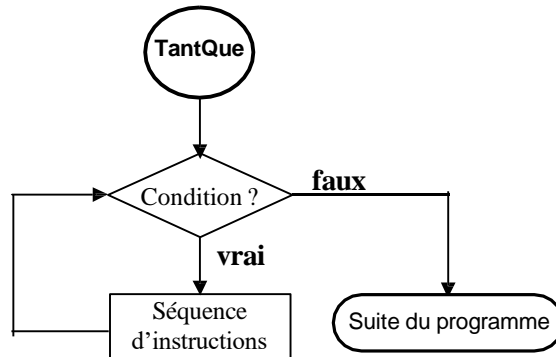 TantQue
Condition ?
faux
vrai
Séquence
d’instructions
Suite du programme